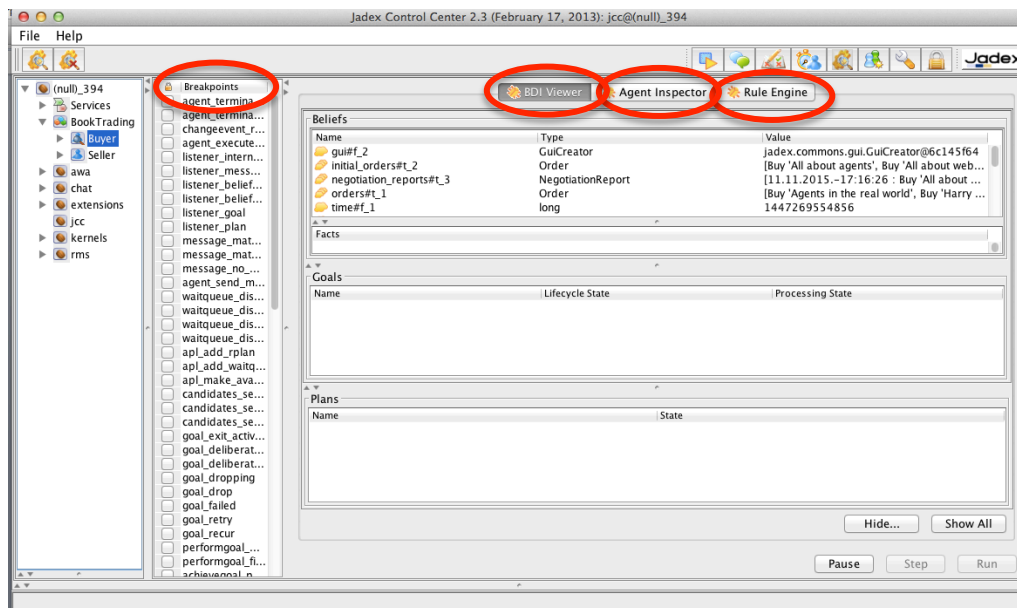 Jadex Control Center 2.3 (February 17, 2013): jcc@(null)_394
File Help
Jadex
(null)_394
Services
BookTrading
Buyer
Seller
awa
chat
extensions
jcc
kernels
rms
Breakpoints
agent_termina...
agent_termina...
changeevent_r...
agent_execute...
listener_intern...
listener_mess...
listener_belief...
listener_belief...
listener_goal
listener_plan
message_mat...
message_mat...
message_no_...
agent_send_m...
waitqueue_dis...
waitqueue_dis...
waitqueue_dis...
waitqueue_dis...
apl_add_rplan
apl_add_waitq...
apl_make_ava...
candidates_se...
candidates_se...
candidates_se...
goal_exit_activ...
goal_deliberat...
goal_deliberat...
goal_dropping
goal_drop
goal_failed
goal_retry
goal_recur
performgoal_...
performgoal_fi...
achievegoal_p...
BDI Viewer Agent Inspector Rule Engine
Beliefs
Name Type Value
gui#f_2 GuiCreator jadex.commons.gui.GuiCreator@6c145f64
initial_orders#t_2 Order [Buy 'All about agents', Buy 'All about web...
negotiation_reports#t_3 NegotiationReport [11.11.2015.-17:16:26 : Buy 'All about ...
orders#t_1 Order [Buy 'Agents in the real world', Buy 'Harry ...
time#f_1 long 1447269554856
Facts
Goals
Name Lifecycle State Processing State
Plans
Name State
Hide... Show All
Pause Step Run